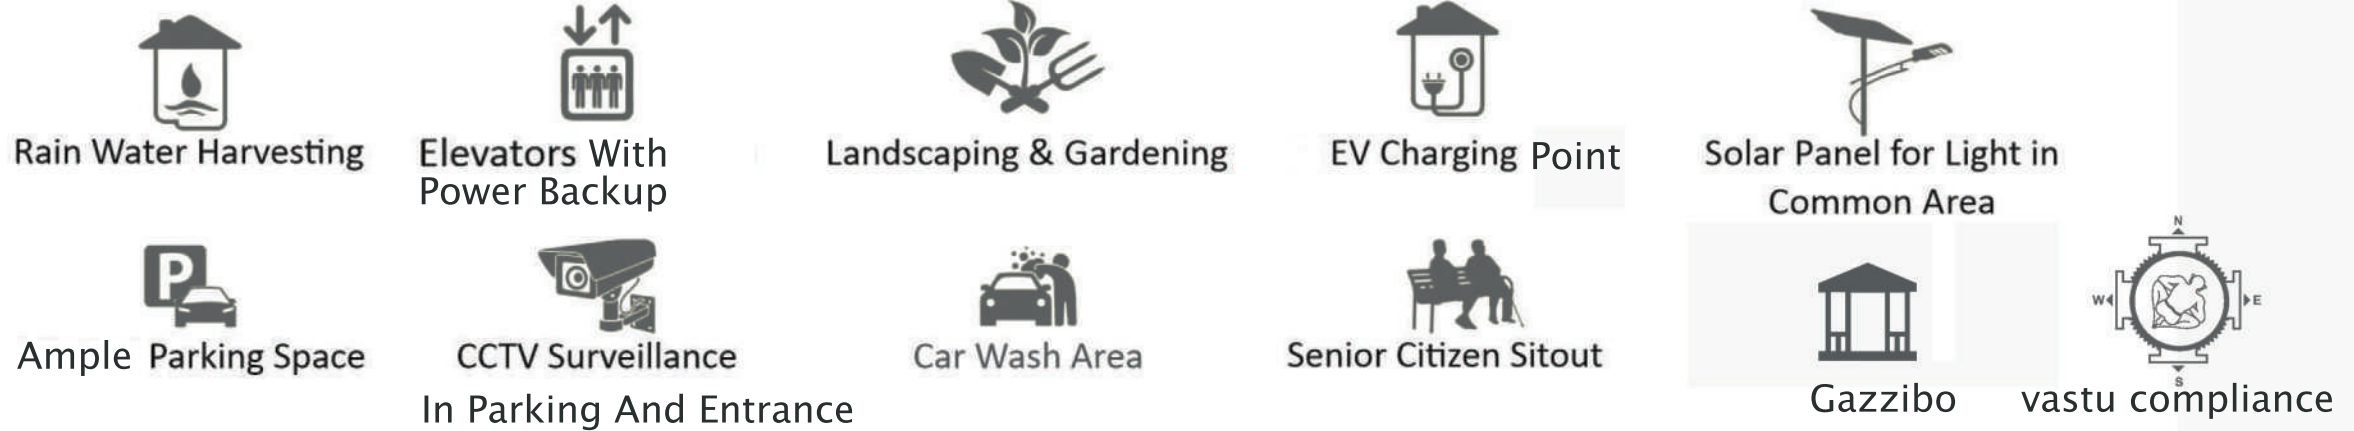 Rain Water Harvesting
Elevators With
Power Backup
Landscaping & Gardening
EV Charging Point
Solar Panel for Light in
Common Area
P
Ample Parking Space
CCTV Surveillance
In Parking And Entrance
Car Wash Area
Senior Citizen Sitout
Gazzibo
N
W
E
S
vastu compliance